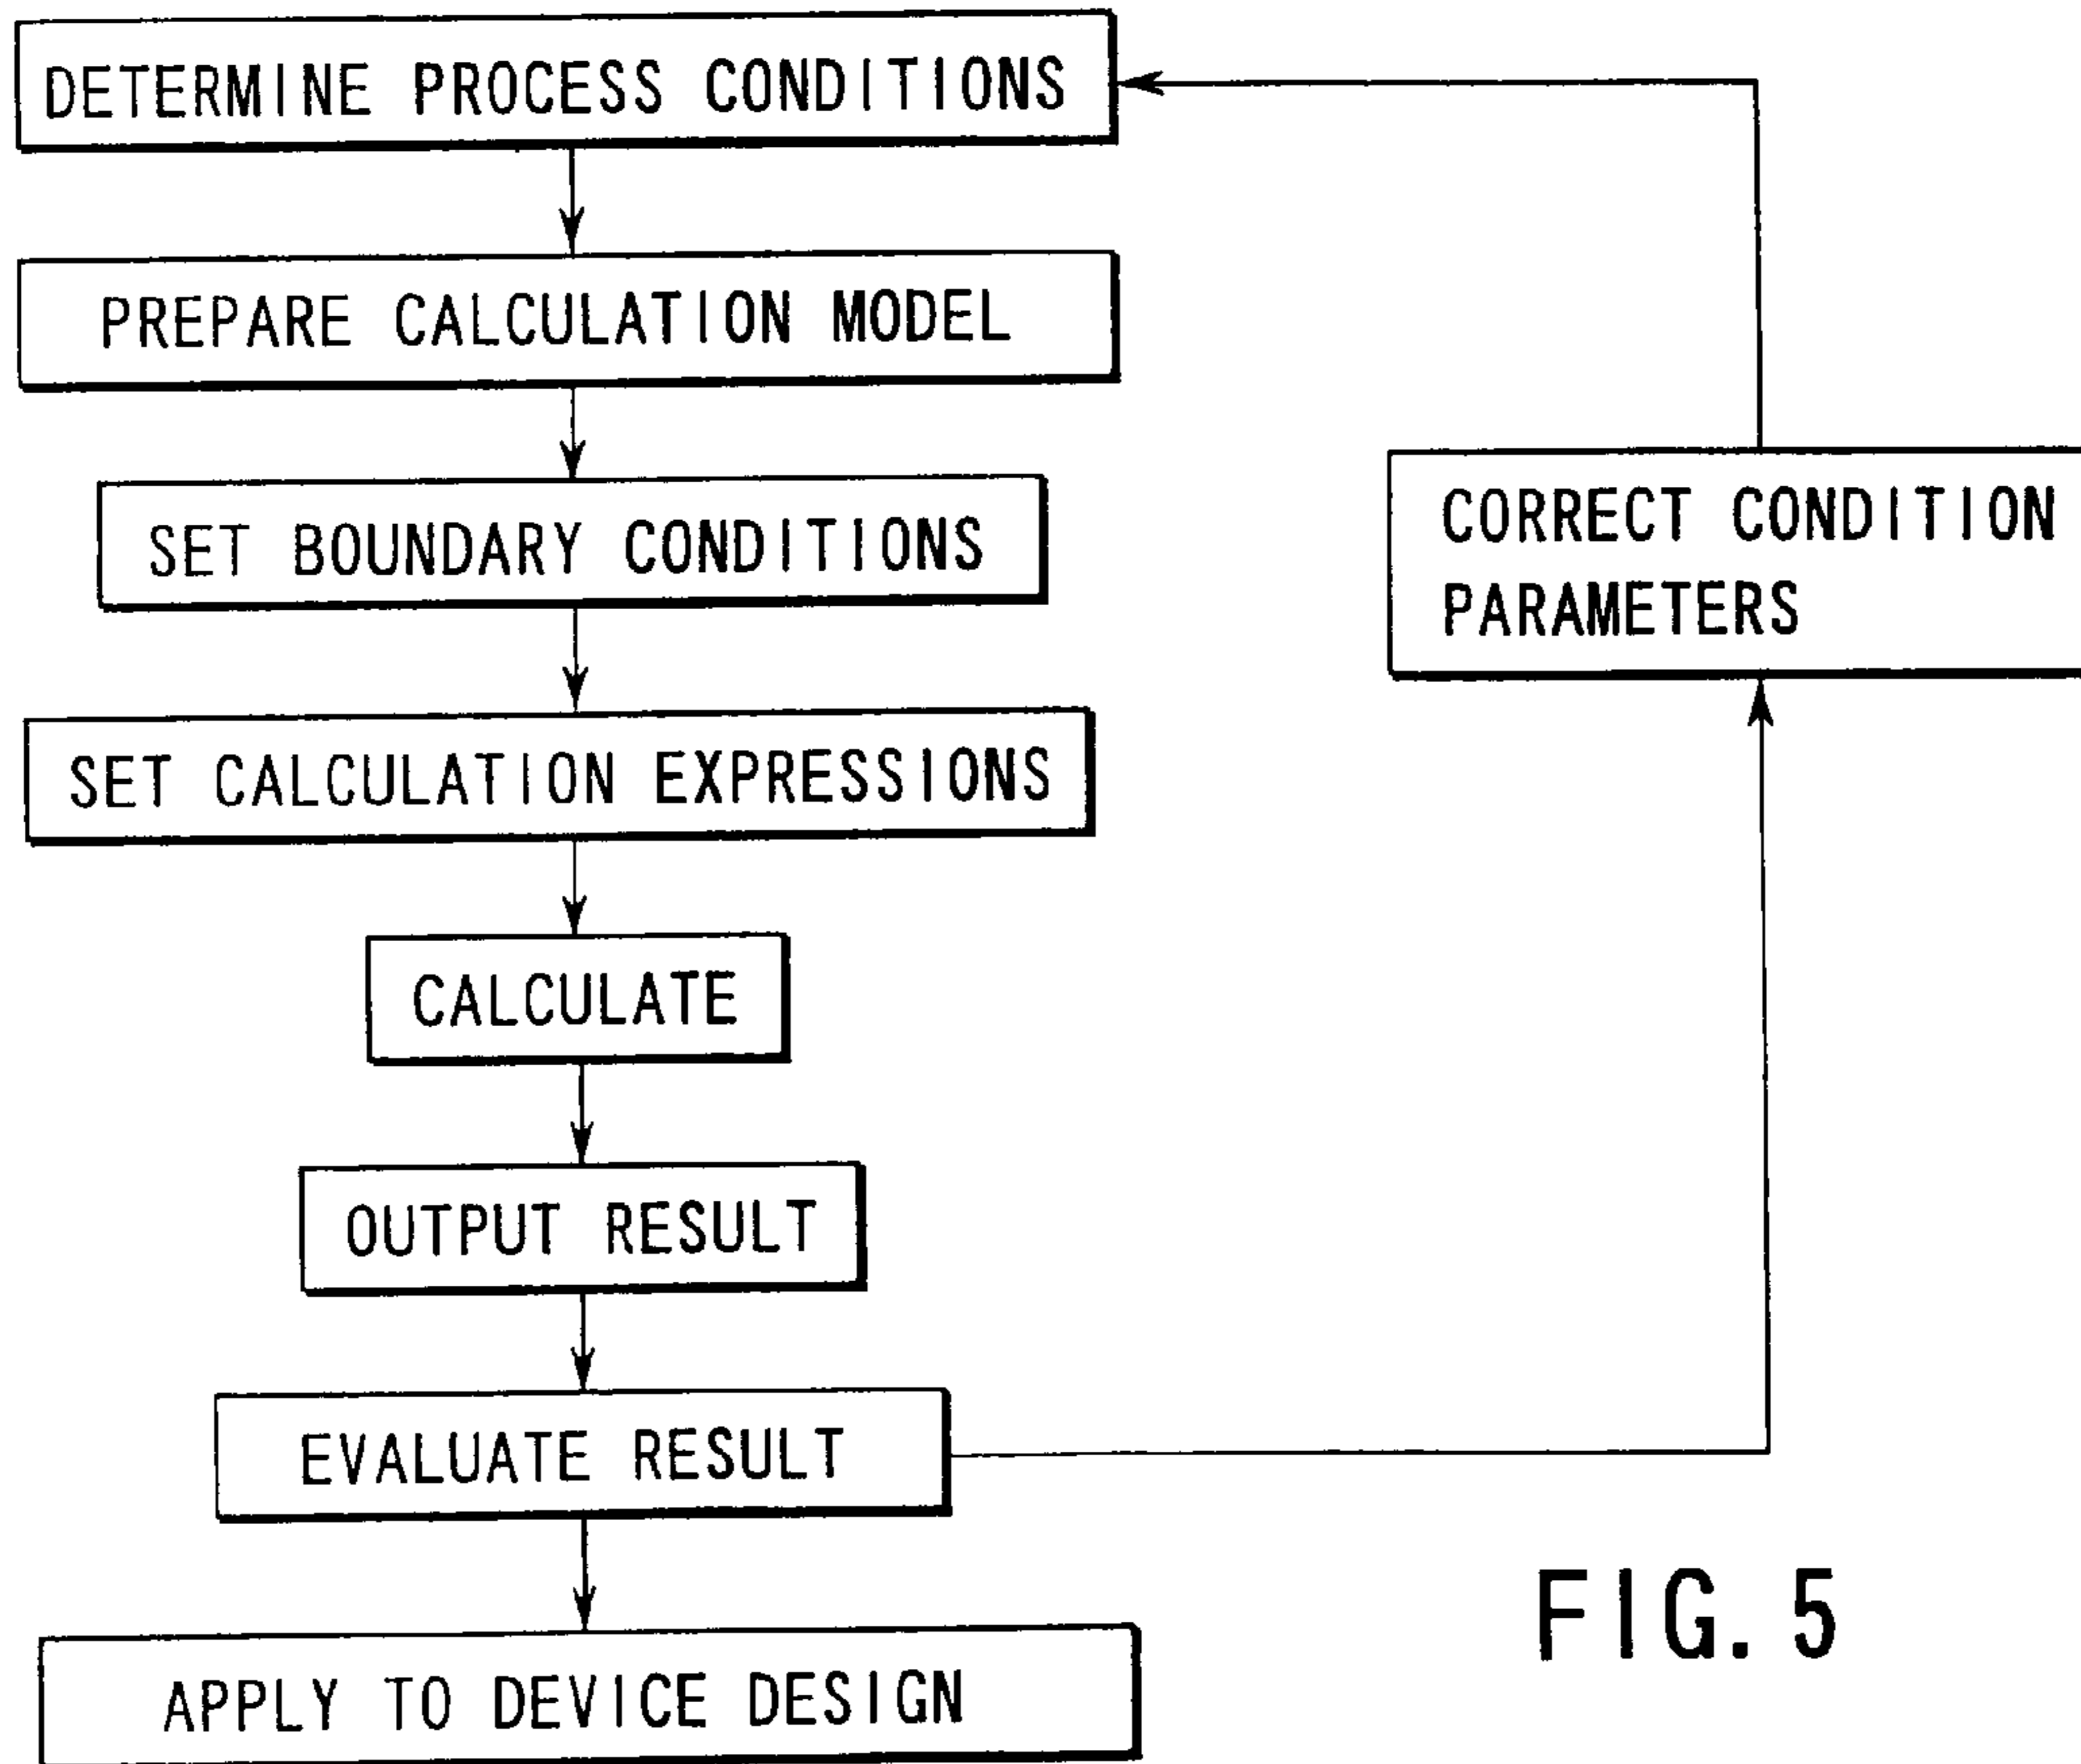 DETERMINE PROCESS CONDITIONS
PREPARE CALCULATION MODEL
SET BOUNDARY CONDITIONS
SET CALCULATION EXPRESSIONS
CALCULATE
OUTPUT RESULT
EVALUATE RESULT
APPLY TO DEVICE DESIGN
CORRECT CONDITION
PARAMETERS
FIG. 5